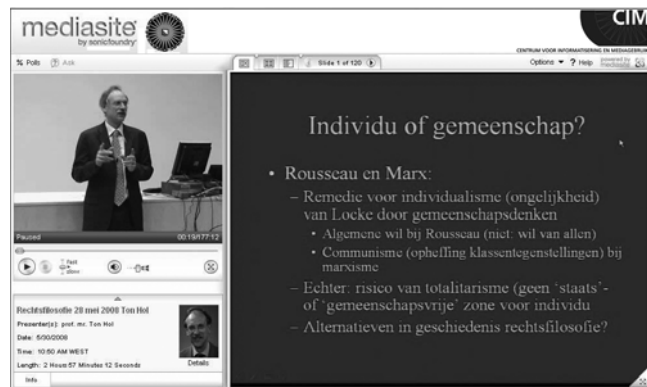 mediasite
by sonicfoundry
CIM
CENTRUM VOOR INFORMATISERING EN MEDIAGEBRUIK
Polls
Ask
Slide 1 of 120
Options
? Help
powered by
mediasite
Paused
00:19/177:12
fast
slow
Rechtsfilosofie 28 mei 2008 Ton Hol
Presenter(s): prof. mr. Ton Hol
Date: 5/30/2008
Time: 10:50 AM WEST
Length: 2 Hours 57 Minutes 12 Seconds
Details
Info
Individu of gemeenschap?
• Rousseau en Marx:
– Remedie voor individualisme (ongelijkheid)
van Locke door gemeenschapsdenken
• Algemene wil bij Rousseau (niet: wil van allen)
• Communisme (opheffing klassentegenstellingen) bij
marxisme
– Echter: risico van totalitarisme (geen ‘staats’-
of ‘gemeenschapsvrije’ zone voor individu
– Alternatieven in geschiedenis rechtsfilosofie?